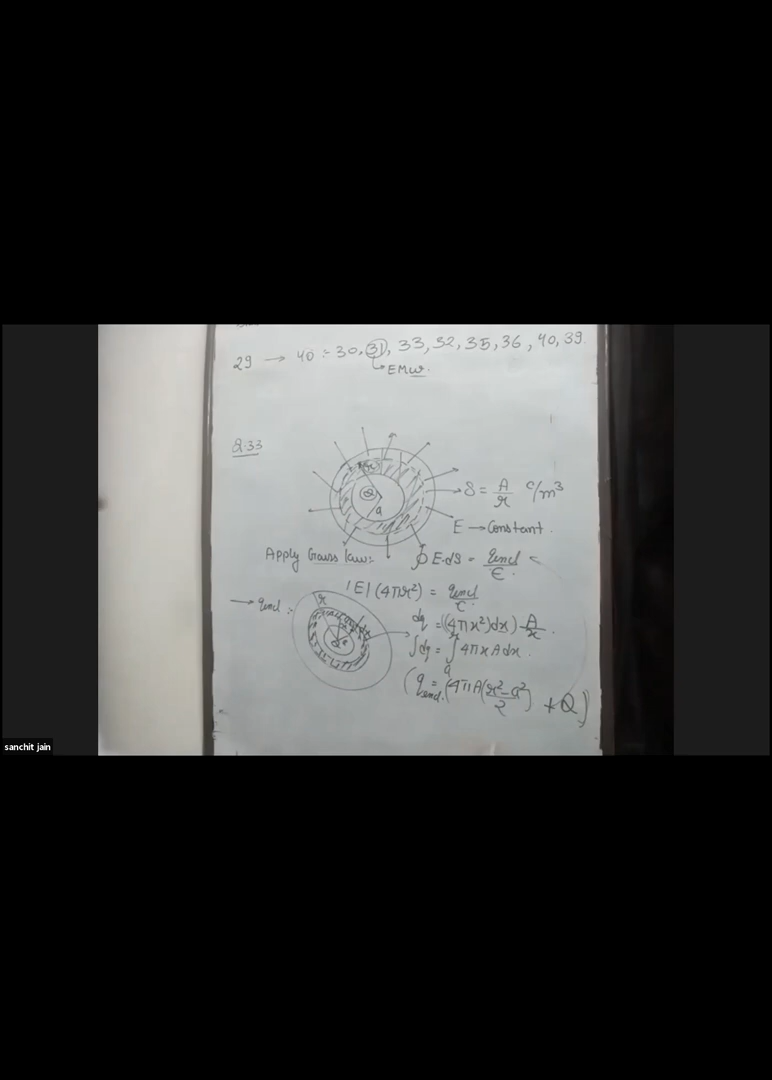 29 → 40 :- 30, 31, 33, 32, 35, 36, 40, 39.
→ EMW.
Q.33
Q
a
δ = A/r C/m³
E → Constant.
Apply Gauss law:- ∮E.dS = qencl/ε.
|E| (4πr²) = qencl/ε
→ qencl :-
r
dq = ((4πx²)dx) A/x.
∫dq = ∫ₐʳ 4πx A dx.
(qencl. = (4πA(r²-a²)/2) + Q)
sanchit jain